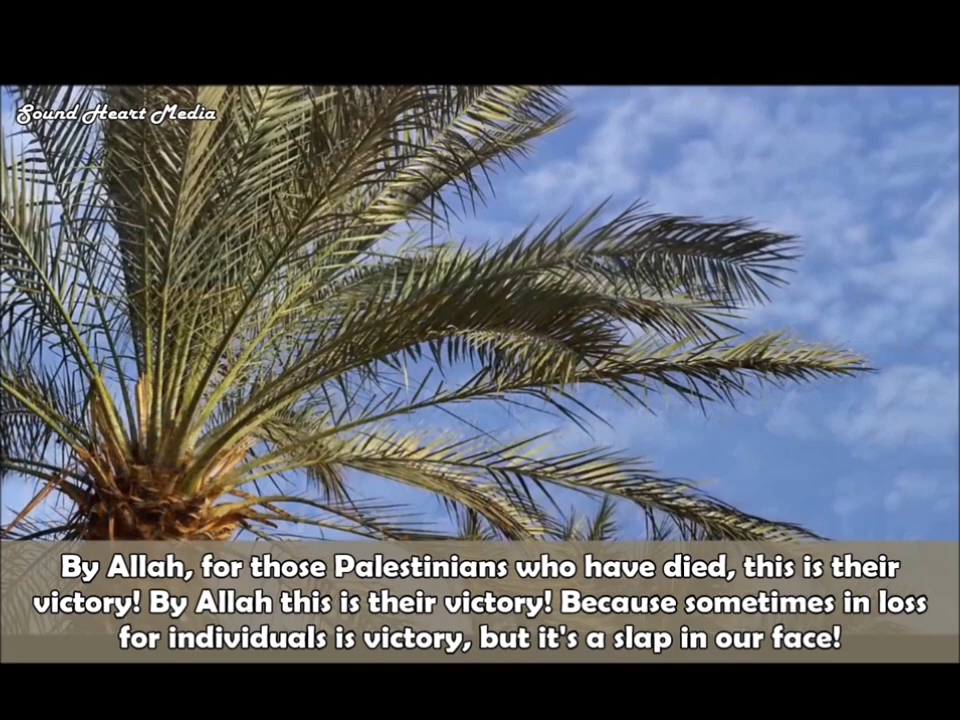 Sound Heart Media
By Allah, for those Palestinians who have died, this is their
victory! By Allah this is their victory! Because sometimes in loss
for individuals is victory, but it's a slap in our face!